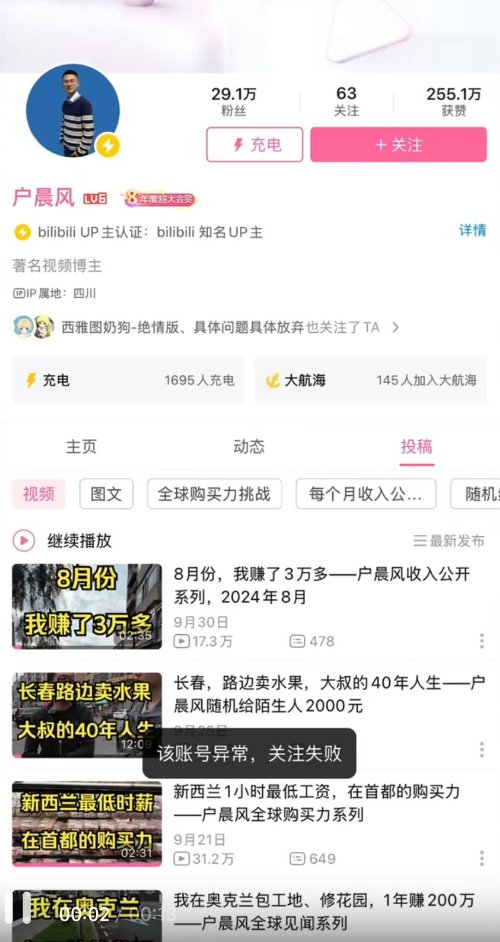 29.1万
63
255.1万
粉丝
关注
获赞
充电
+ 关注
户晨风 LV6 8 年度超大会员
bilibili UP主认证：bilibili 知名UP主
详情
著名视频博主
IP IP属地：四川
西雅图奶狗-绝情版、具体问题具体放弃也关注了TA
充电
1695人充电
大航海
145人加入大航海
主页
动态
投稿
视频
图文
全球购买力挑战
每个月收入公...
随机
继续播放
最新发布
8月份
我赚了3万多
02:35
8月份，我赚了3万多——户晨风收入公开
系列，2024年8月
9月30日
17.3万
478
长春路边卖水果
大叔的40年人生
12:09
长春，路边卖水果，大叔的40年人生——户
晨风随机给陌生人2000元
9月25日
该账号异常，关注失败
新西兰最低时薪
在首都的购买力
02:31
新西兰1小时最低工资，在首都的购买力
——户晨风全球购买力系列
9月21日
31.2万
649
我在奥克兰
00:02 / 00:33
我在奥克兰包工地、修花园，1年赚200万
——户晨风全球见闻系列